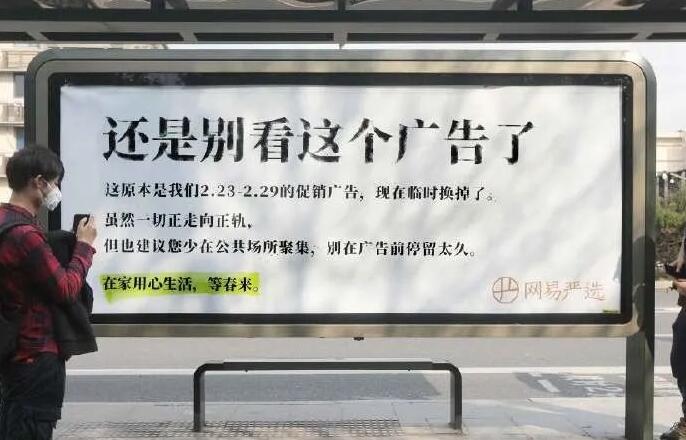 还是别看这个广告了
这原本是我们2.23-2.29的促销广告，现在临时换掉了。
虽然一切正走向正轨，
但也建议您少在公共场所聚集，别在广告前停留太久。
在家用心生活，等春来。
网易严选